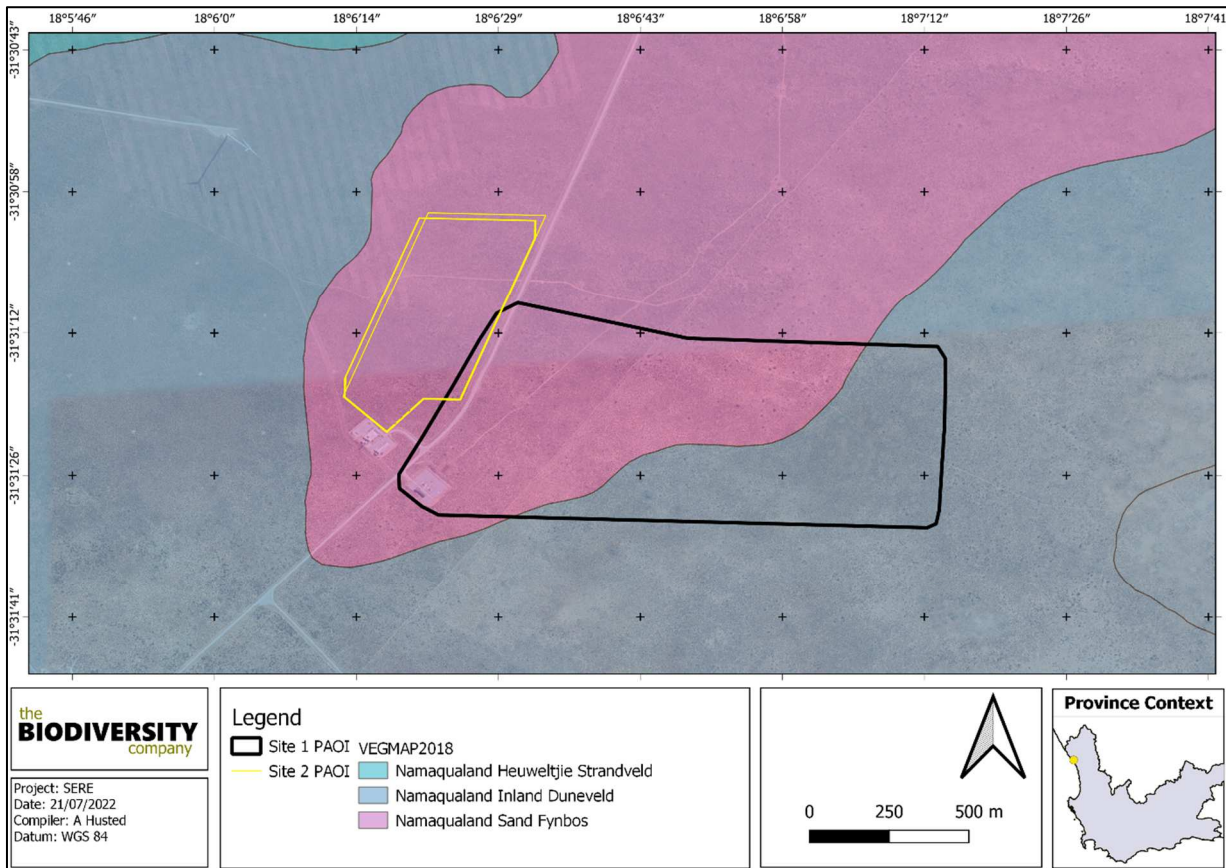 18°5′46″ 18°6′0″ 18°6′14″ 18°6′29″ 18°6′43″ 18°6′58″ 18°7′12″ 18°7′26″ 18°7′41″
-31°30′43″
-31°30′58″
-31°31′12″
-31°31′26″
-31°31′41″
the
BIODIVERSITY
company
Project: SERE
Date: 21/07/2022
Compiler: A Husted
Datum: WGS 84
Legend
Site 1 PAOI
Site 2 PAOI
VEGMAP2018
Namaqualand Heuweltjie Strandveld
Namaqualand Inland Duneveld
Namaqualand Sand Fynbos
0 250 500 m
Province Context